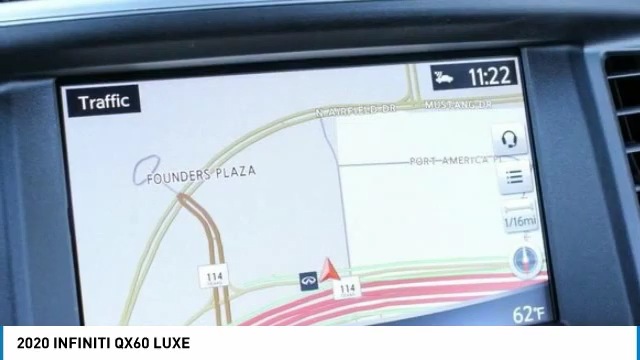 Traffic
11:22
N AIRFIELD DR
MUSTANG DR
PORT AMERICA PL
FOUNDERS PLAZA
1/16mi
114
114
62°F
2020 INFINITI QX60 LUXE